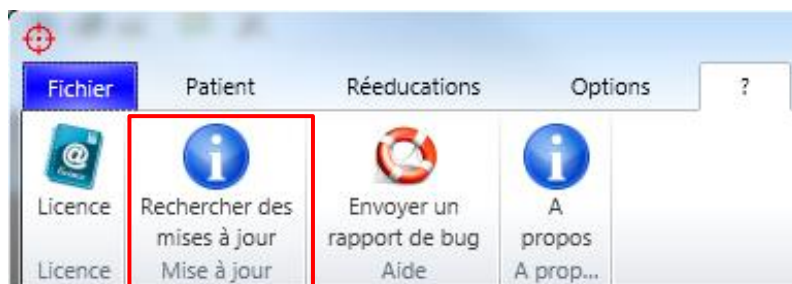 Fichier Patient Réeducations Options ?
Licence Rechercher des Envoyer un A
mises à jour rapport de bug propos
Licence Mise à jour Aide A prop...